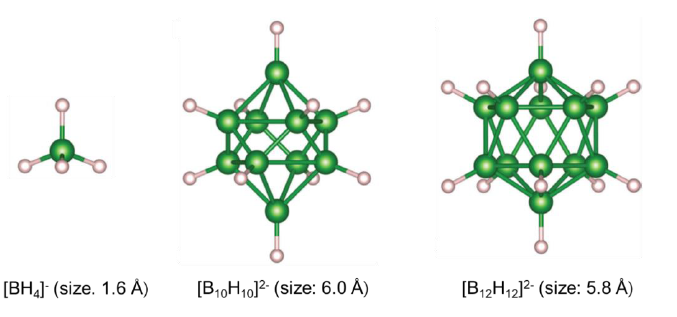 [BH₄]⁻ (size. 1.6 Å)
[B₁₀H₁₀]²⁻ (size: 6.0 Å)
[B₁₂H₁₂]²⁻ (size: 5.8 Å)